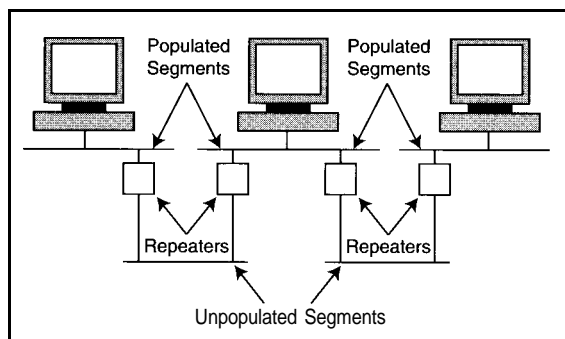 Populated
Segments
Populated
Segments
Repeaters
Repeaters
Unpopulated Segments